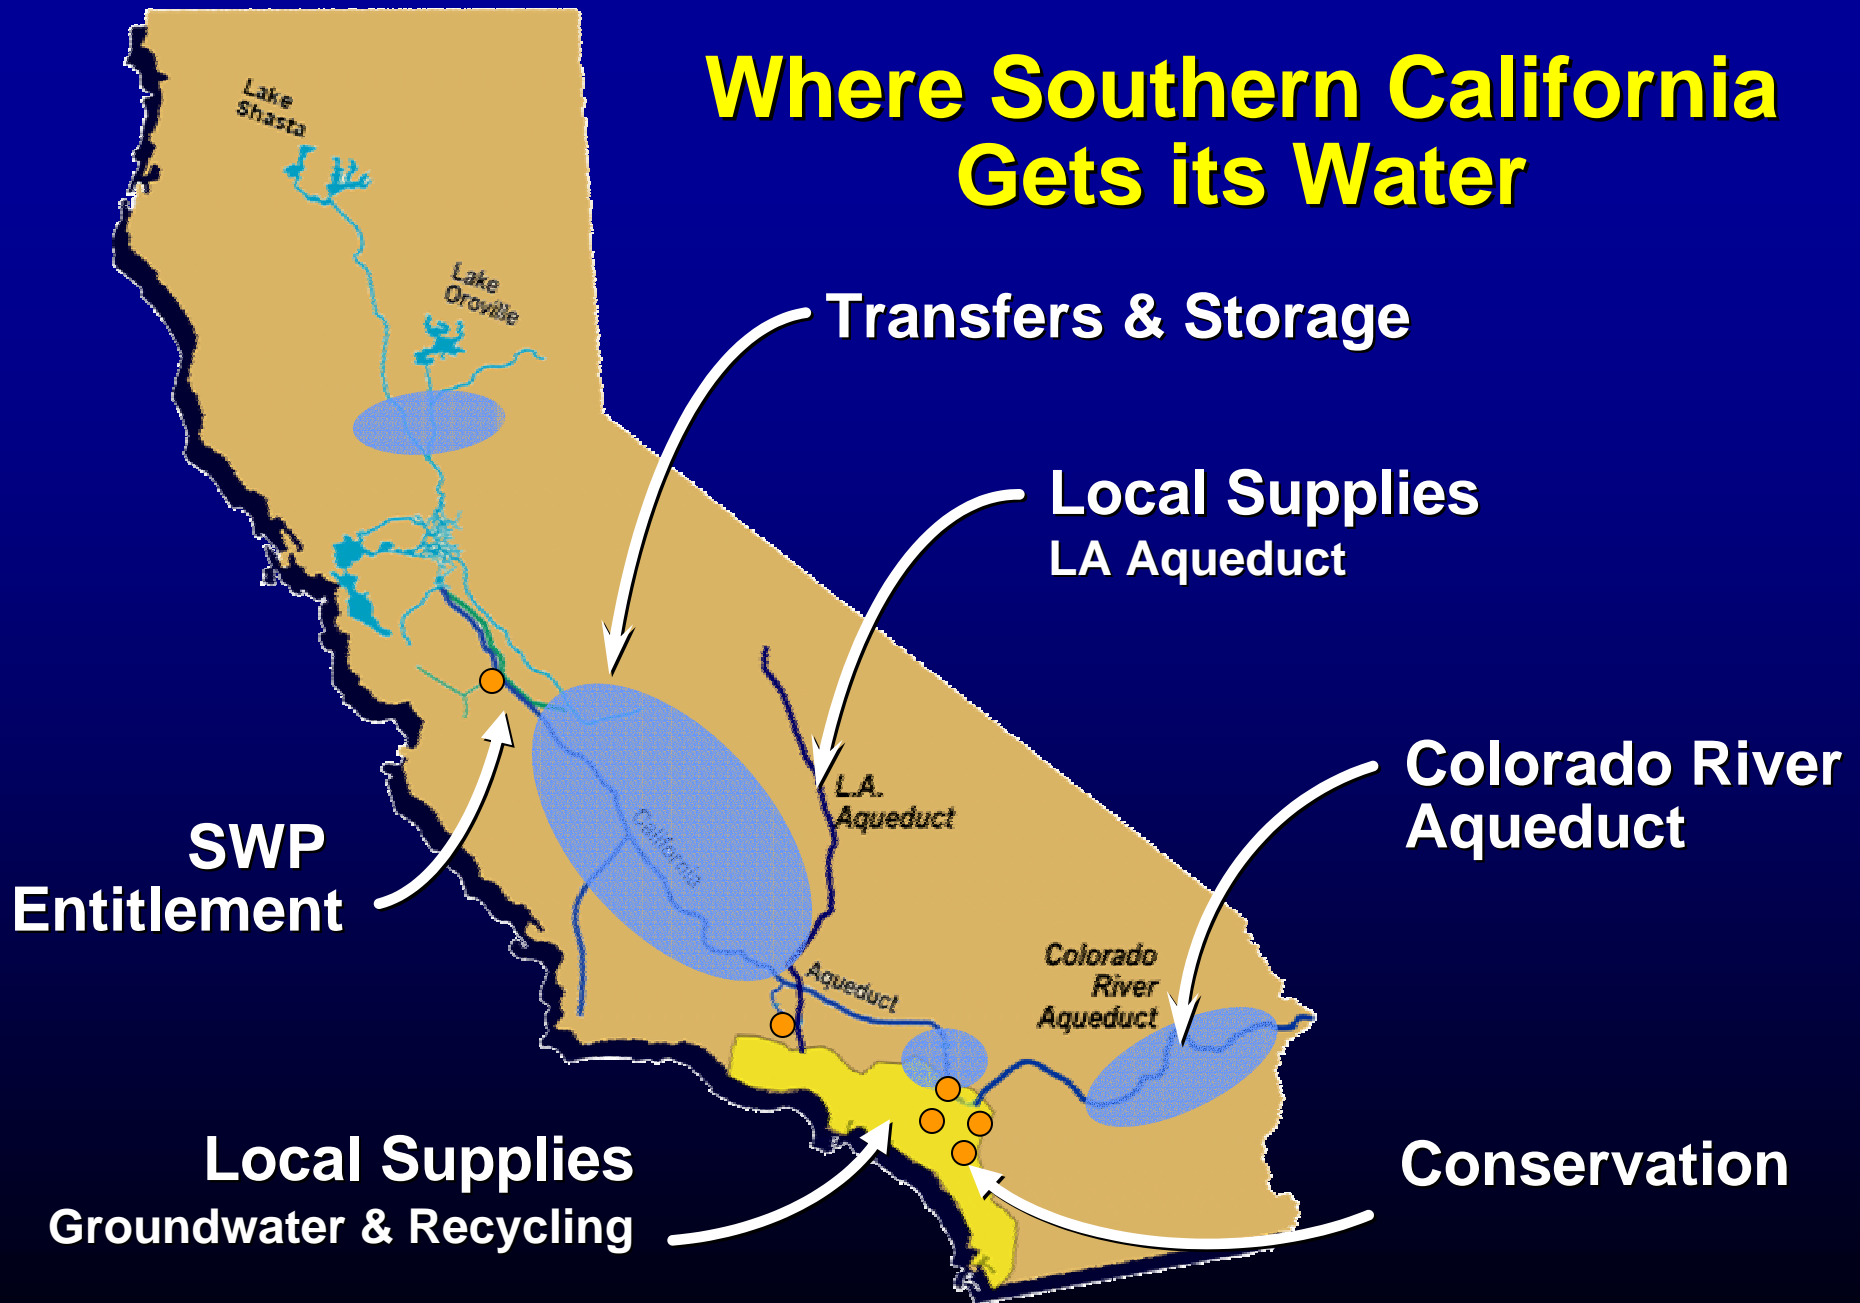 Where Southern California
Gets its Water
Lake
Shasta
Lake
Oroville
Transfers & Storage
Local Supplies
LA Aqueduct
L.A.
Aqueduct
California
Aqueduct
SWP
Entitlement
Colorado River
Aqueduct
Colorado
River
Aqueduct
Local Supplies
Groundwater & Recycling
Conservation